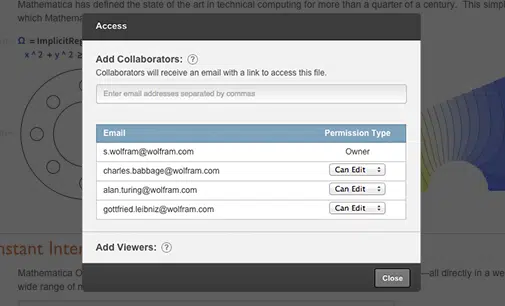 Mathematica has defined the state of the art in technical computing for more than a quarter of a century. This simpl
which Mathemati
Access
Ω = ImplicitRe
x ^ 2 + y ^ 2 ≥
Add Collaborators: ?
Collaborators will receive an email with a link to access this file.
Enter email addresses separated by commas
Email Permission Type
s.wolfram@wolfram.com Owner
charles.babbage@wolfram.com Can Edit
alan.turing@wolfram.com Can Edit
gottfried.leibniz@wolfram.com Can Edit
nstant Inter
Add Viewers: ?
Mathematica O
—all directly in a we
wide range of
Close